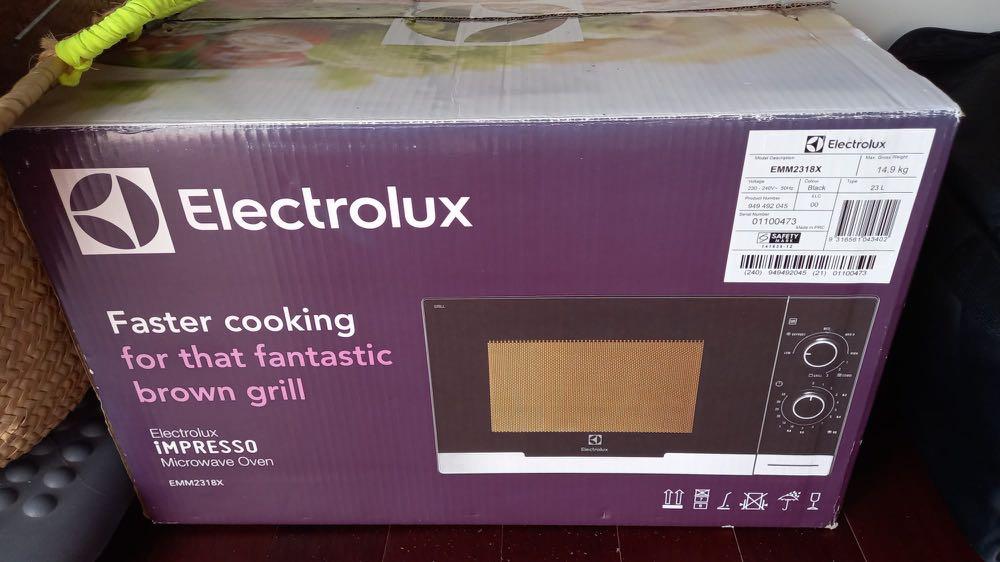 Electrolux
Faster cooking
for that fantastic
brown grill
Electrolux
iMPRESSO
Microwave Oven
EMM2318X
Electrolux
Model Description
Max. Gross Weight
EMM2318X
14,9 kg
Voltage
Colour
Type
230 - 240V~ 50Hz
Black
23 L
Product Number
ELC
949 492 045
00
Serial Number
01100473
Made in PRC
SAFETY
MARK
9 316561 043402
(240) 949492045 (21) 01100473
GRILL
Electrolux